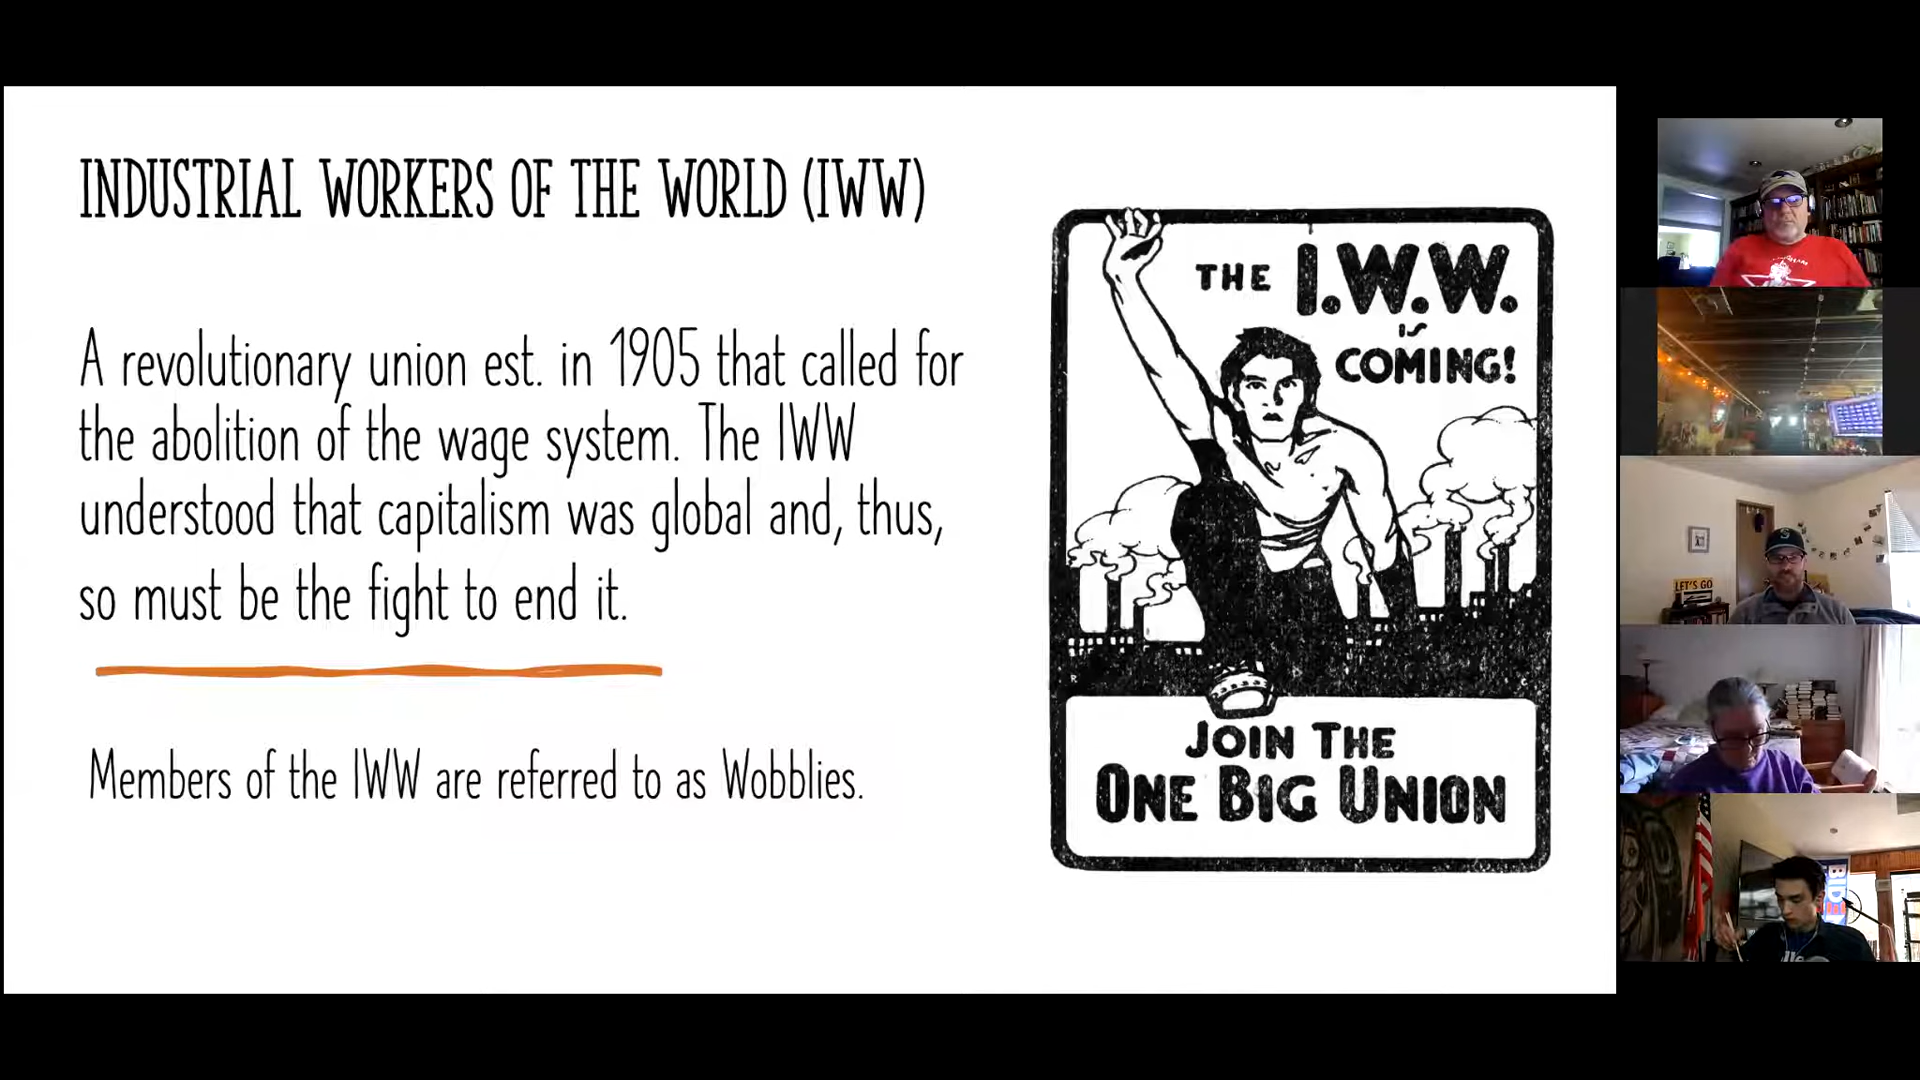 INDUSTRIAL WORKERS OF THE WORLD (IWW)
A revolutionary union est. in 1905 that called for
the abolition of the wage system. The IWW
understood that capitalism was global and, thus,
so must be the fight to end it.
Members of the IWW are referred to as Wobblies.
THE I.W.W.
IS
COMING!
JOIN THE
ONE BIG UNION
LET'S GO